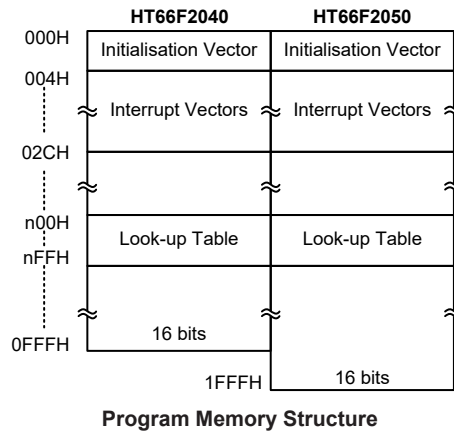 HT66F2040 HT66F2050
000H Initialisation Vector Initialisation Vector
004H
Interrupt Vectors Interrupt Vectors
02CH
n00H
Look-up Table Look-up Table
nFFH
16 bits
0FFFH
1FFFH 16 bits
Program Memory Structure